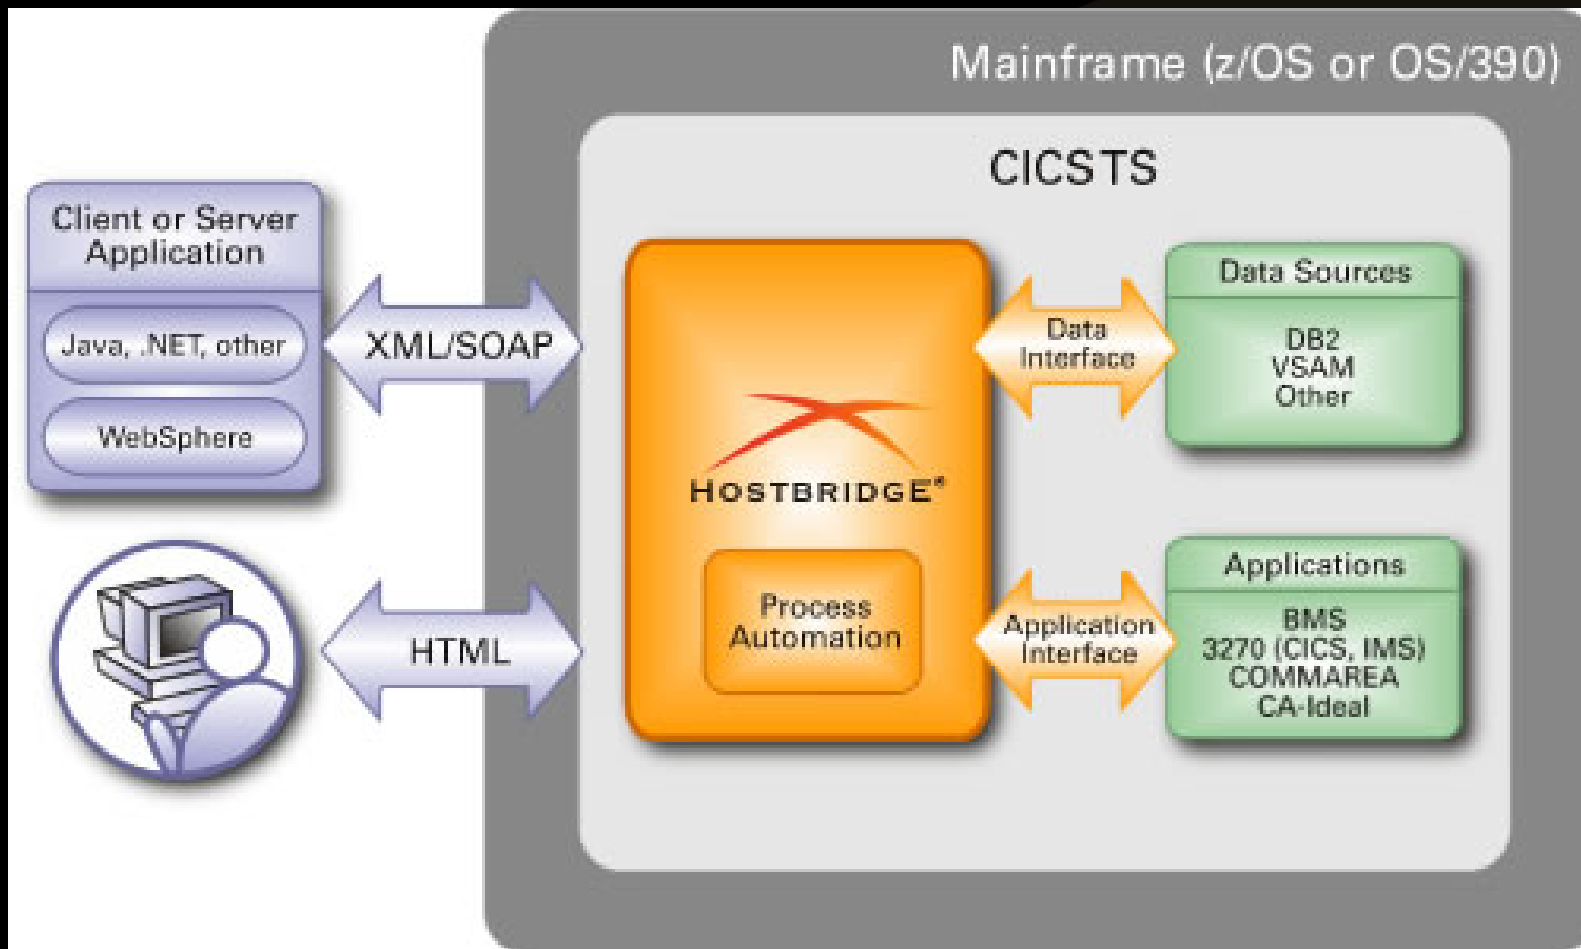 Mainframe (z/OS or OS/390)
CICSTS
Client or Server
Application
Java, .NET, other
WebSphere
XML/SOAP
HTML
HOSTBRIDGE®
Process
Automation
Data
Interface
Application
Interface
Data Sources
DB2
VSAM
Other
Applications
BMS
3270 (CICS, IMS)
COMMAREA
CA-Ideal